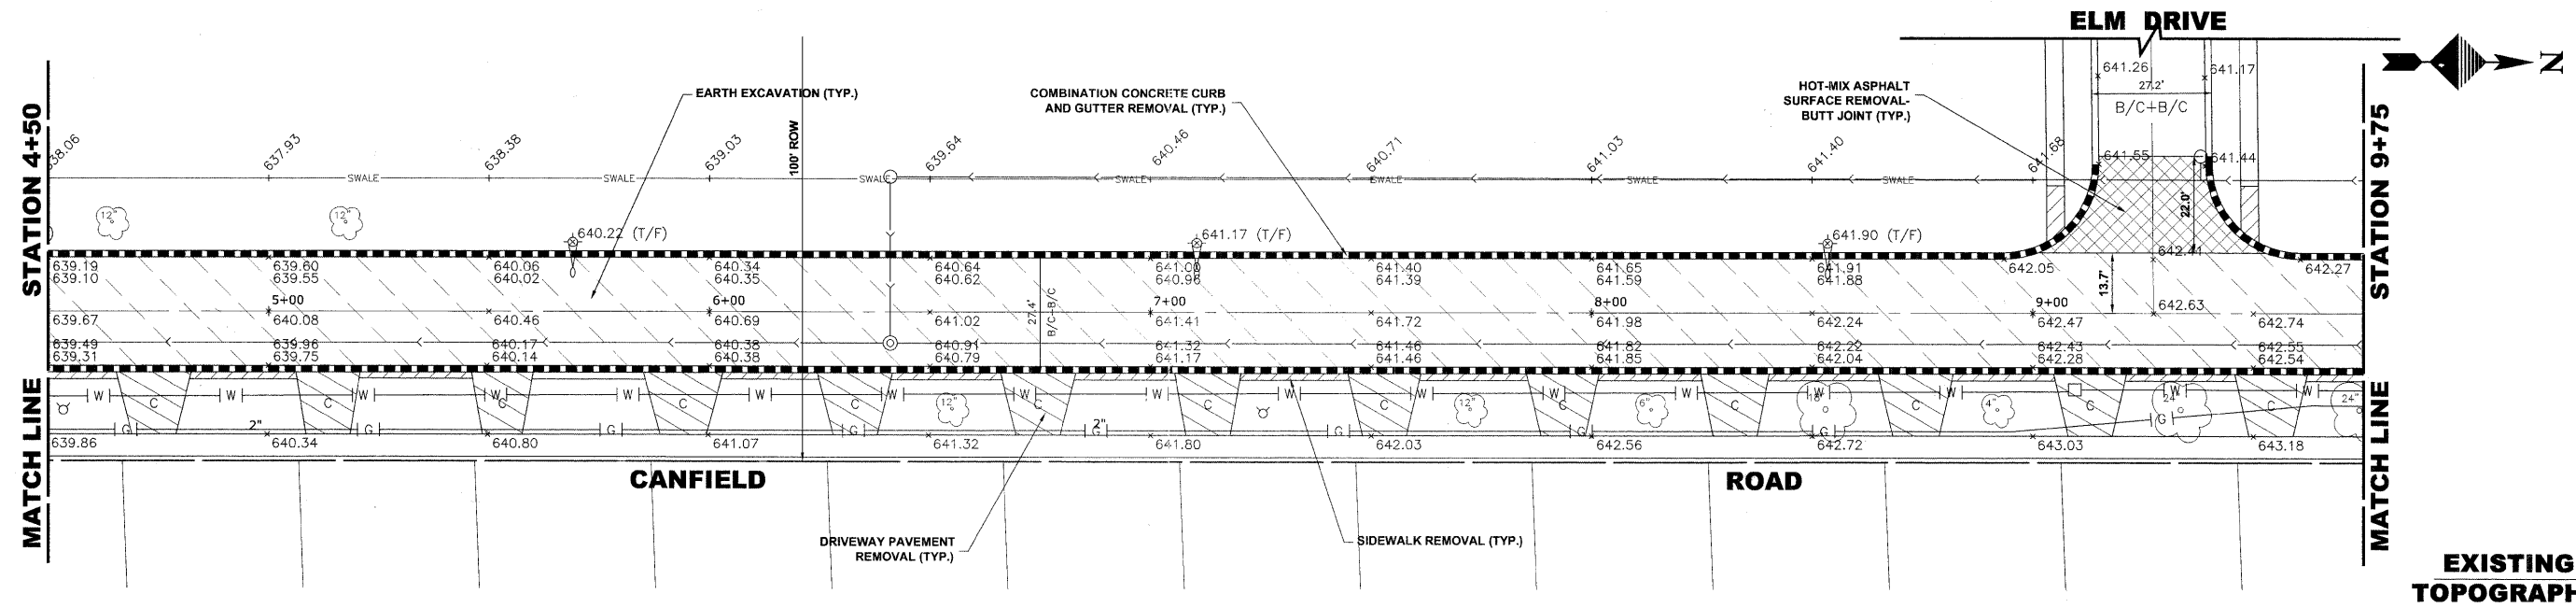 ELM DRIVE
N
STATION 4+50
MATCH LINE
STATION 9+75
MATCH LINE
EARTH EXCAVATION (TYP.)
100' ROW
COMBINATION CONCRETE CURB
AND GUTTER REMOVAL (TYP.)
HOT-MIX ASPHALT
SURFACE REMOVAL-
BUTT JOINT (TYP.)
641.26
641.17
27.2'
B/C+B/C
38.06
637.93
638.38
639.03
639.64
640.46
640.71
641.03
641.40
641.68
641.55
641.44
SWALE
SWALE
SWALE
SWALE
SWALE
SWALE
SWALE
12"
12"
22.0'
640.22 (T/F)
641.17 (T/F)
641.90 (T/F)
642.41
639.19
639.60
640.06
640.34
640.64
641.40
641.65
641.91
642.05
642.27
639.10
639.55
640.02
640.35
640.62
640.96
641.39
641.59
641.88
13.7'
5+00
6+00
7+00
8+00
9+00
27.4'
B/C-B/C
642.63
639.67
640.08
640.46
640.69
641.02
641.41
641.72
641.98
642.24
642.47
642.74
639.49
639.96
640.17
640.38
640.91
641.32
641.46
641.82
642.22
642.43
642.55
639.31
639.75
640.14
640.38
640.79
641.17
641.46
641.85
642.04
642.28
642.54
W W W W W W W W W W W W W W W W W W
C C C C C C C C C C C C C
12" 12" 6" 18" 4" 24" 24"
G 2" G G G 2" G G G G G
639.86
640.34
640.80
641.07
641.32
641.80
642.03
642.56
642.72
643.03
643.18
CANFIELD ROAD
DRIVEWAY PAVEMENT
REMOVAL (TYP.)
SIDEWALK REMOVAL (TYP.)
EXISTING
TOPOGRAPH